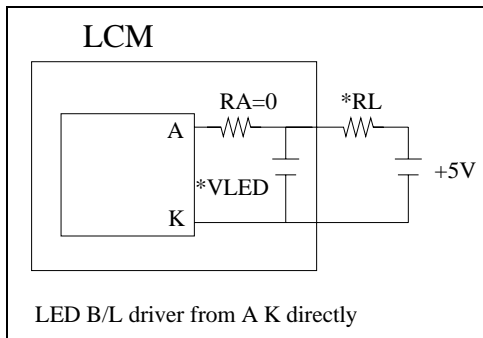 LCM
RA=0
*RL
A
*VLED
+5V
K
LED B/L driver from A K directly